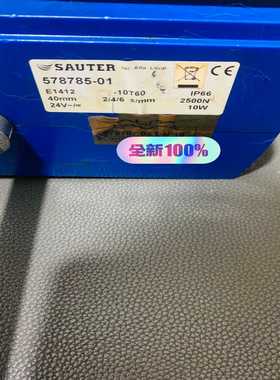 SAUTER
CE
578785-01
E1412 -10T60 IP66
40mm 2/4/6 s/mm 2500N
24V~/= 10W
全新100%